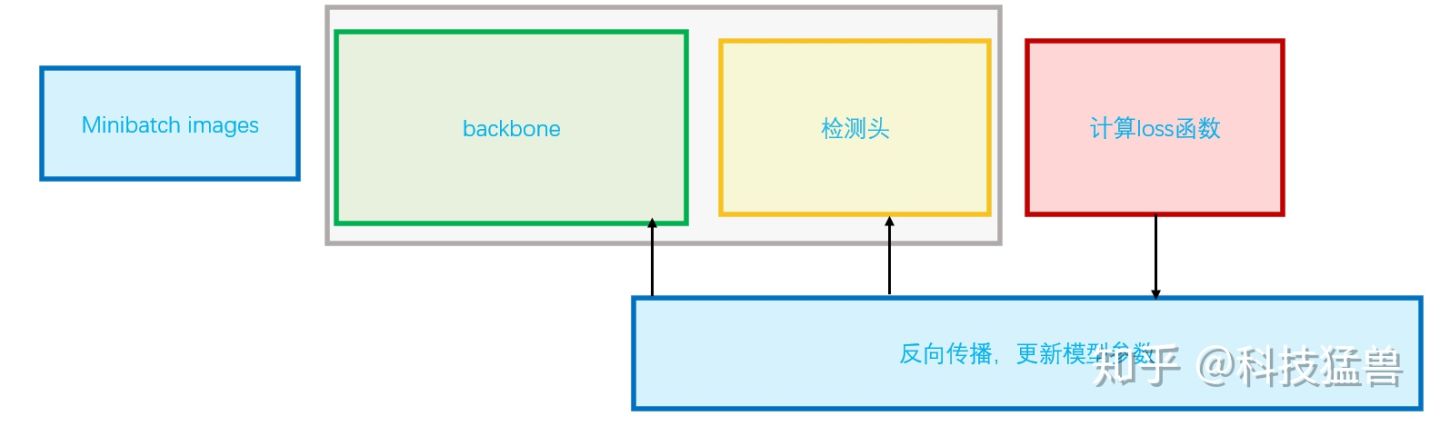 Minibatch images
backbone
检测头
计算loss函数
反向传播，更新模型参数
知乎 @科技猛兽